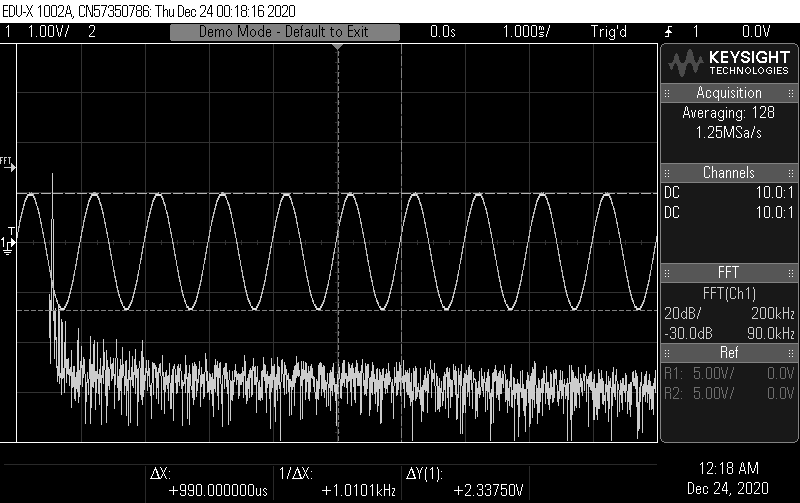 EDU-X 1002A, CN57350786: Thu Dec 24 00:18:16 2020
1 1.00V/ 2 Demo Mode - Default to Exit 0.0s 1.000ms/ Trig'd 1 0.0V
KEYSIGHT
TECHNOLOGIES
Acquisition
Averaging: 128
1.25MSa/s
FFT
Channels
DC 10.0:1
DC 10.0:1
T
1
FFT
FFT(Ch1)
20dB/ 200kHz
-30.0dB 90.0kHz
Ref
R1: 5.00V/ 0.0V
R2: 5.00V/ 0.0V
ΔX: 1/ΔX: ΔY(1):
+990.000000us +1.0101kHz +2.33750V
12:18 AM
Dec 24, 2020